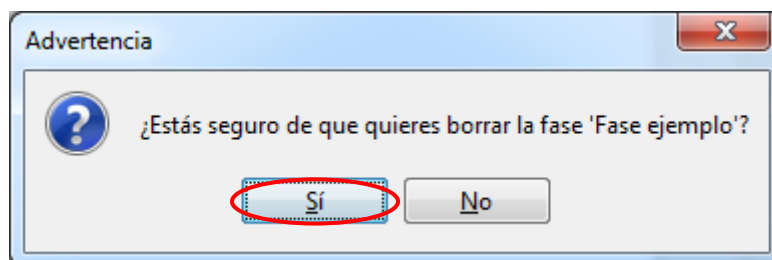 Advertencia
¿Estás seguro de que quieres borrar la fase 'Fase ejemplo'?
Sí No